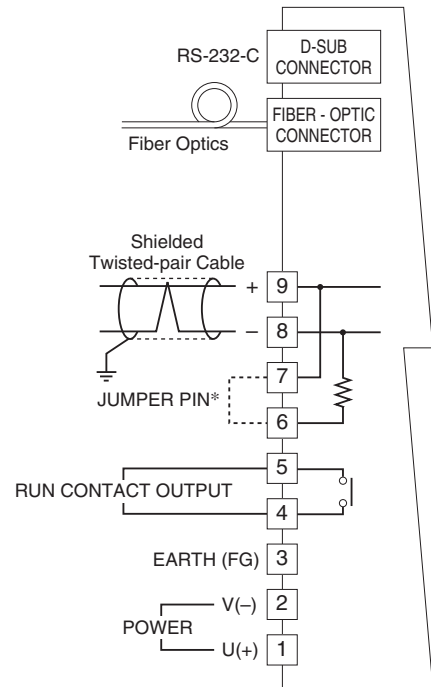 RS-232-C
D-SUB
CONNECTOR
FIBER - OPTIC
CONNECTOR
Fiber Optics
Shielded
Twisted-pair Cable
+ 9
– 8
7
JUMPER PIN*
6
5
RUN CONTACT OUTPUT
4
EARTH (FG) 3
V(–) 2
POWER
U(+) 1